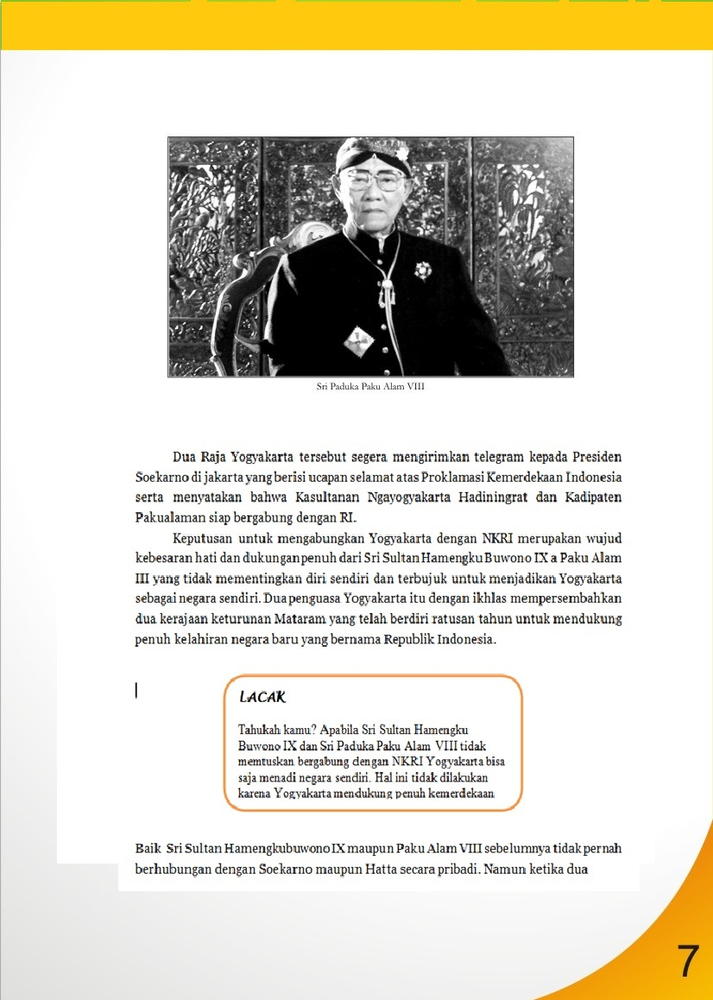 Sri Paduka Paku Alam VIII
Dua Raja Yogyakarta tersebut segera mengirimkan telegram kepada Presiden
Soekarno di jakarta yang berisi ucapan selamat atas Proklamasi Kemerdekaan Indonesia
serta menyatakan bahwa Kasultanan Ngayogyakarta Hadiningrat dan Kadipaten
Pakualaman siap bergabung dengan RI.
Keputusan untuk mengabungkan Yogyakarta dengan NKRI merupakan wujud
kebesaran hati dan dukungan penuh dari Sri Sultan Hamengku Buwono IX a Paku Alam
III yang tidak mementingkan diri sendiri dan terbujuk untuk menjadikan Yogyakarta
sebagai negara sendiri. Dua penguasa Yogyakarta itu dengan ikhlas mempersembahkan
dua kerajaan keturunan Mataram yang telah berdiri ratusan tahun untuk mendukung
penuh kelahiran negara baru yang bernama Republik Indonesia.
LACAK
Tahukah kamu? Apabila Sri Sultan Hamengku
Buwono IX dan Sri Paduka Paku Alam VIII tidak
memtuskan bergabung dengan NKRI Yogyakarta bisa
saja menadi negara sendiri. Hal ini tidak dilakukan
karena Yogyakarta mendukung penuh kemerdekaan
Baik Sri Sultan Hamengkubuwono IX maupun Paku Alam VIII sebelumnya tidak pernah
berhubungan dengan Soekarno maupun Hatta secara pribadi. Namun ketika dua
7